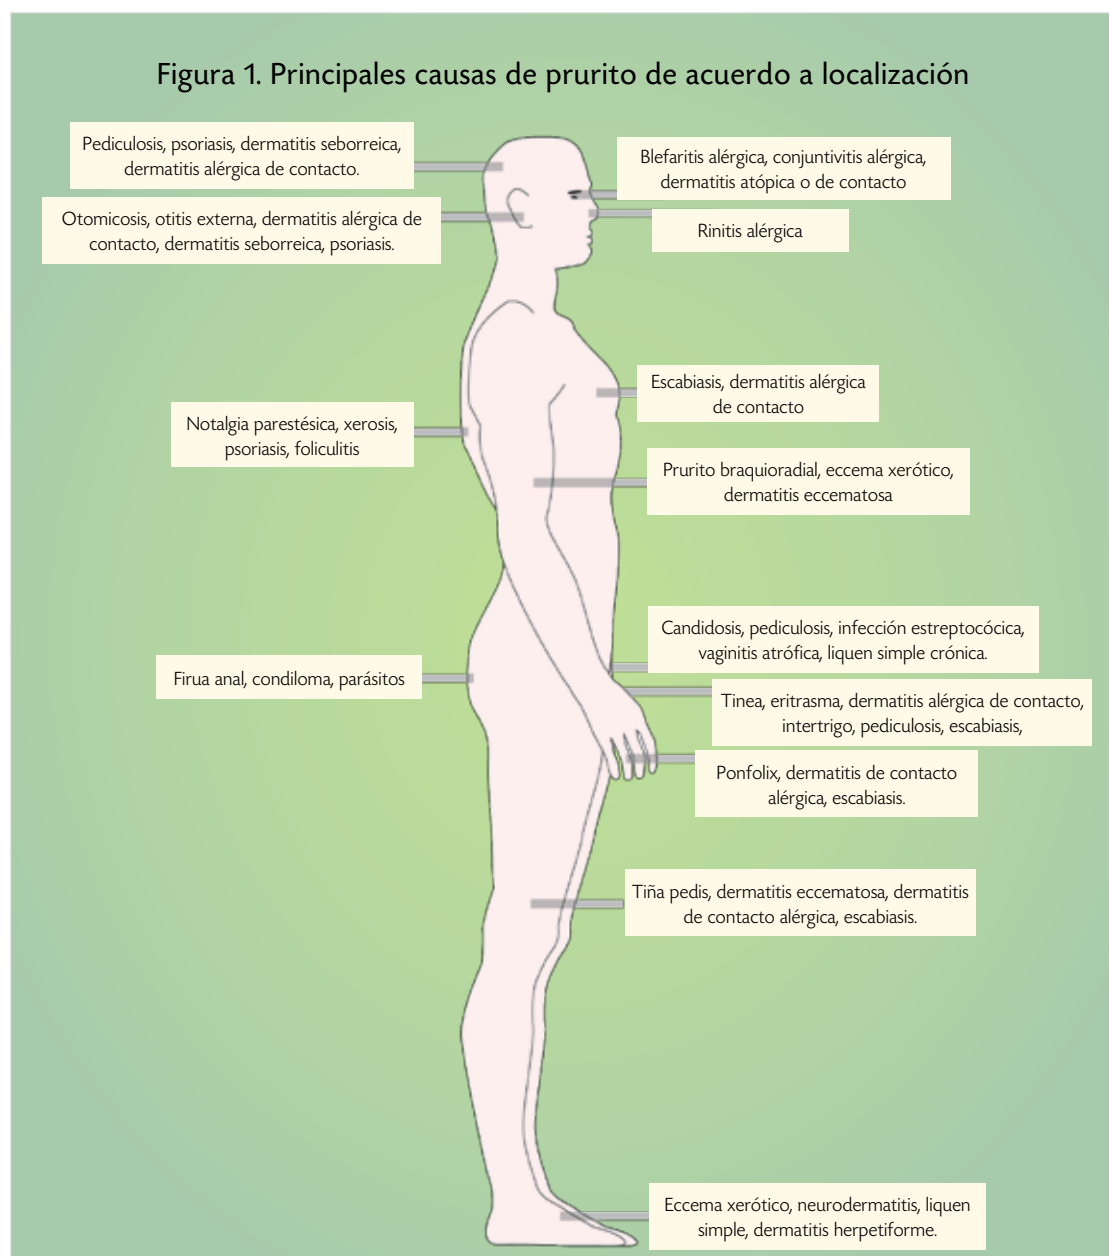 Figura 1. Principales causas de prurito de acuerdo a localización
Pediculosis, psoriasis, dermatitis seborreica,
dermatitis alérgica de contacto.
Blefaritis alérgica, conjuntivitis alérgica,
dermatitis atópica o de contacto
Otomicosis, otitis externa, dermatitis alérgica de
contacto, dermatitis seborreica, psoriasis.
Rinitis alérgica
Escabiasis, dermatitis alérgica
de contacto
Notalgia parestésica, xerosis,
psoriasis, foliculitis
Prurito braquioradial, eccema xerótico,
dermatitis eccematosa
Candidosis, pediculosis, infección estreptocócica,
vaginitis atrófica, liquen simple crónica.
Firua anal, condiloma, parásitos
Tinea, eritrasma, dermatitis alérgica de contacto,
intertrigo, pediculosis, escabiasis,
Ponfolix, dermatitis de contacto
alérgica, escabiasis.
Tiña pedis, dermatitis eccematosa, dermatitis
de contacto alérgica, escabiasis.
Eccema xerótico, neurodermatitis, liquen
simple, dermatitis herpetiforme.